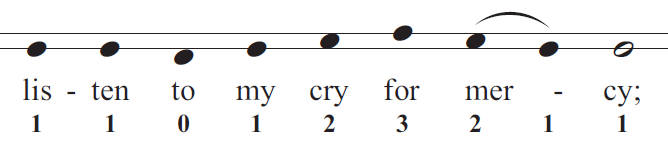 lis - ten to my cry for mer - cy;
1 1 0 1 2 3 2 1 1